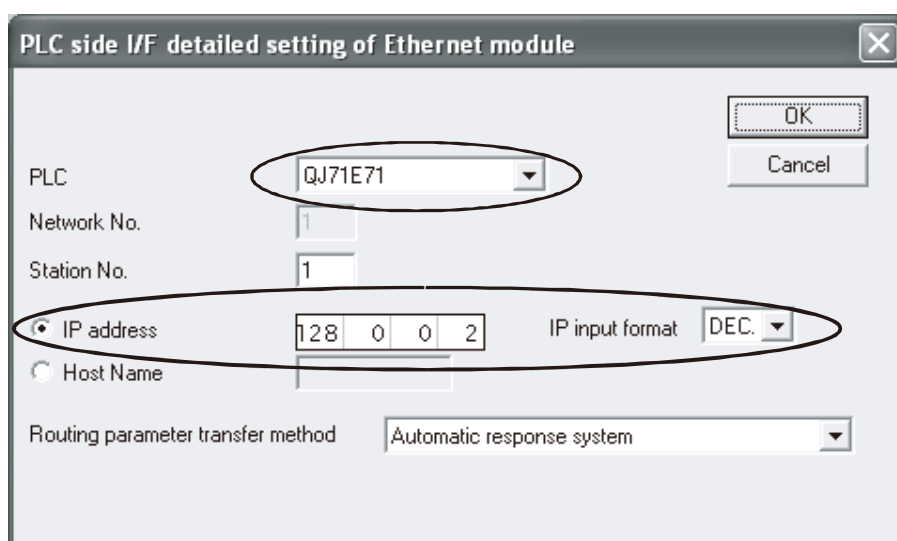 PLC side I/F detailed setting of Ethernet module
OK
PLC QJ71E71 Cancel
Network No. 1
Station No. 1
IP address 128 0 0 2 IP input format DEC.
Host Name
Routing parameter transfer method Automatic response system